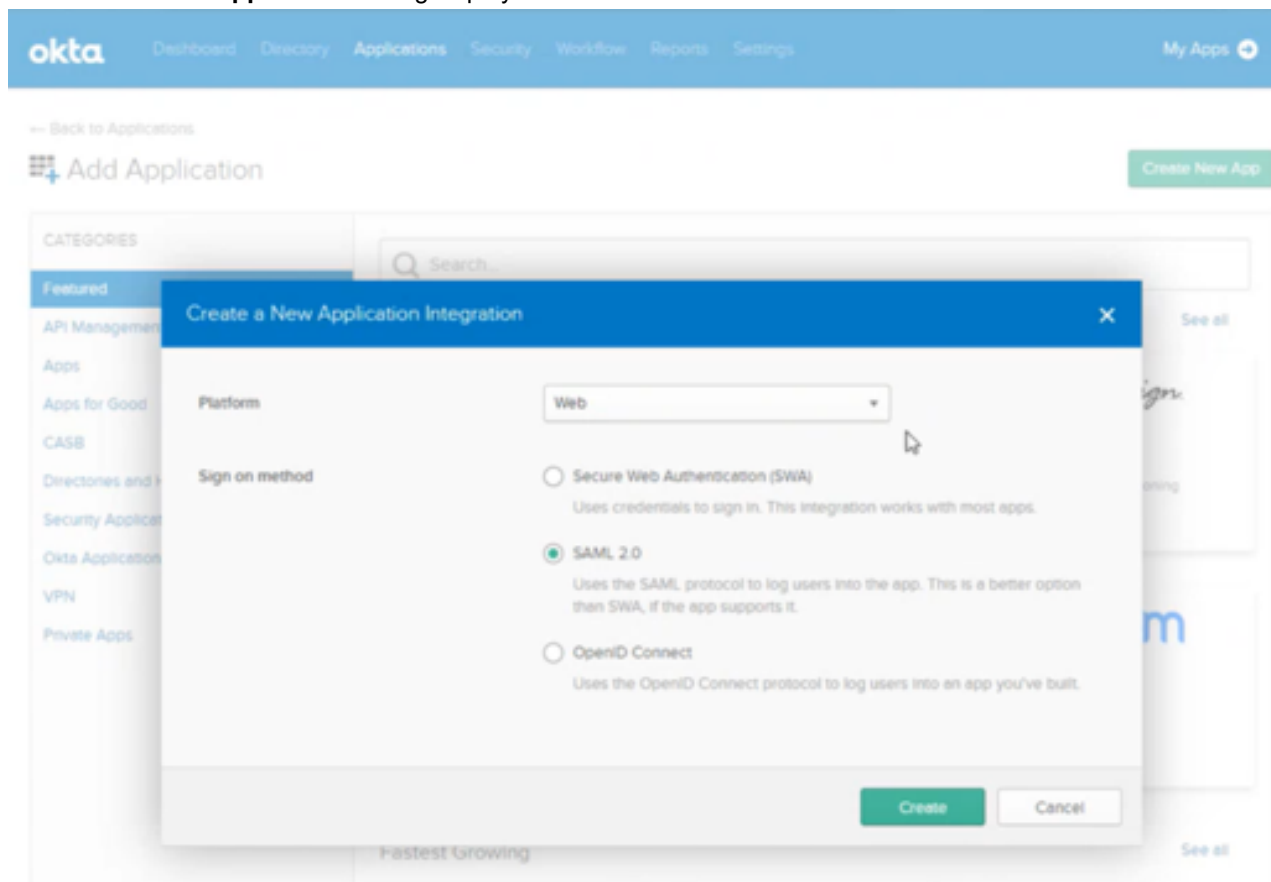 okta Dashboard Directory Applications Security Workflow Reports Settings My Apps
← Back to Applications
Add Application
Create New App
CATEGORIES
Search...
Featured
Create a New Application Integration
See all
API Managemen
Apps
Apps for Good
Platform
Web
ign.
CASB
Directories and
Sign on method
Secure Web Authentication (SWA)
Uses credentials to sign in. This integration works with most apps.
oning
Security Applicat
SAML 2.0
Okta Application
Uses the SAML protocol to log users into the app. This is a better option
than SWA, if the app supports it.
VPN
Private Apps
m
OpenID Connect
Uses the OpenID Connect protocol to log users into an app you've built.
Create
Cancel
Fastest Growing
See all